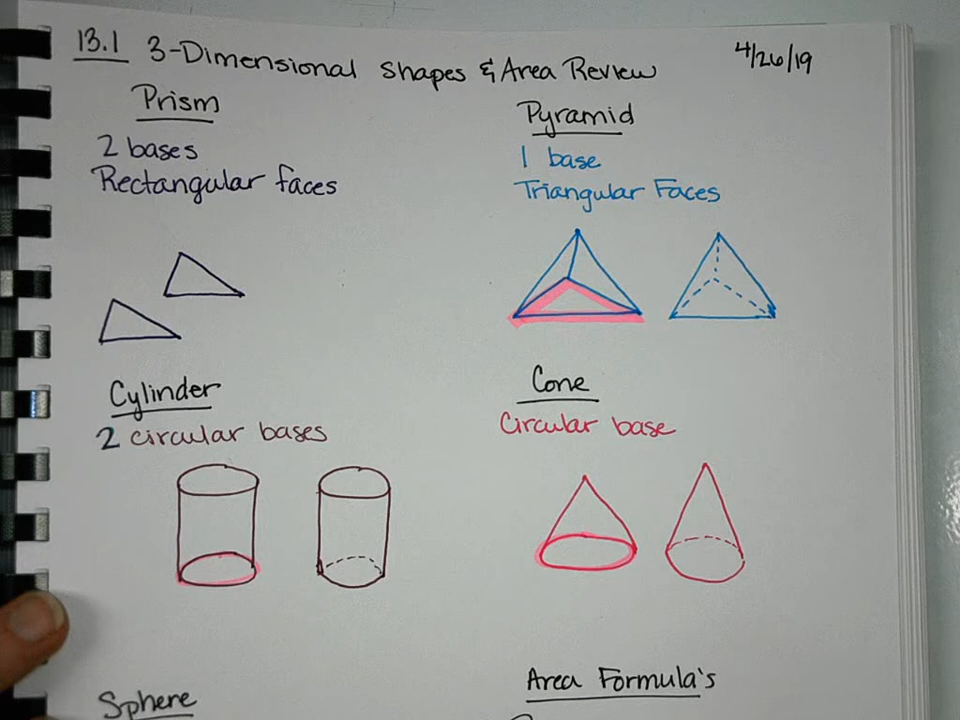 13.1 3-Dimensional Shapes & Area Review 4/26/19
Prism
2 bases
Rectangular faces
Pyramid
1 base
Triangular Faces
Cylinder
2 circular bases
Cone
Circular base
Sphere
Area Formula's